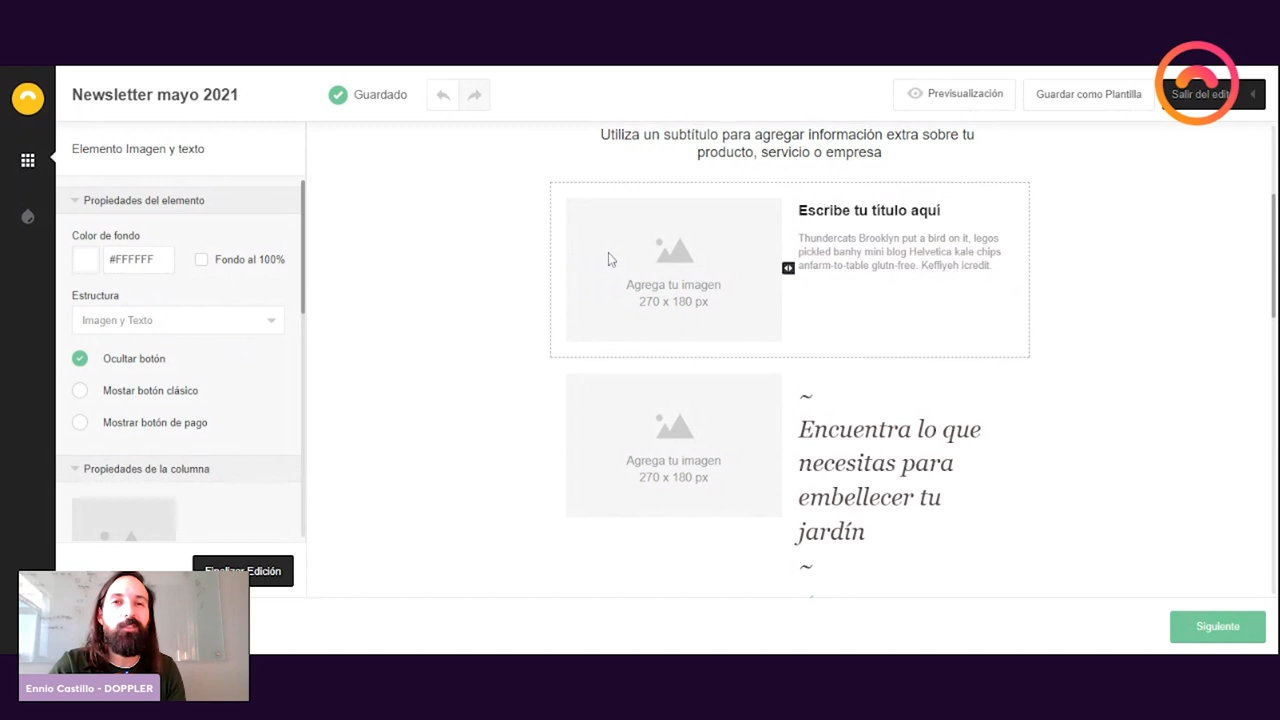 Newsletter mayo 2021
Guardado
Previsualización
Guardar como Plantilla
Salir del edit
Elemento Imagen y texto
Propiedades del elemento
Color de fondo
#FFFFFF
Fondo al 100%
Estructura
Imagen y Texto
Ocultar botón
Mostar botón clásico
Mostrar botón de pago
Propiedades de la columna
Finalizar Edición
Utiliza un subtítulo para agregar información extra sobre tu
producto, servicio o empresa
Agrega tu imagen
270 x 180 px
Escribe tu título aquí
Thundercats Brooklyn put a bird on it, legos
pickled banhy mini blog Helvetica kale chips
anfarm-to-table glutn-free. Keffiyeh icredit.
Agrega tu imagen
270 x 180 px
~
Encuentra lo que
necesitas para
embellecer tu
jardín
~
Siguiente
Ennio Castillo - DOPPLER